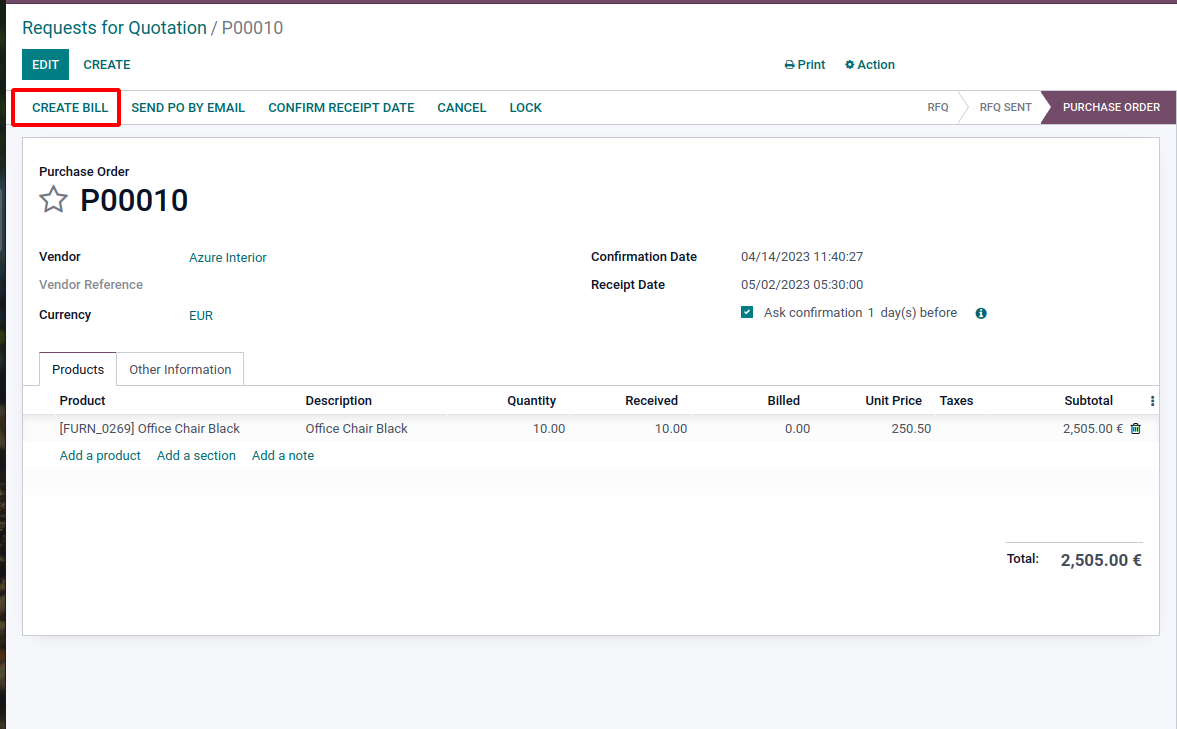 Requests for Quotation / P00010
EDIT CREATE Print Action
CREATE BILL SEND PO BY EMAIL CONFIRM RECEIPT DATE CANCEL LOCK RFQ RFQ SENT PURCHASE ORDER
Purchase Order
P00010
Vendor Azure Interior Confirmation Date 04/14/2023 11:40:27
Vendor Reference Receipt Date 05/02/2023 05:30:00
Currency EUR Ask confirmation 1 day(s) before
Products Other Information
Product Description Quantity Received Billed Unit Price Taxes Subtotal
[FURN_0269] Office Chair Black Office Chair Black 10.00 10.00 0.00 250.50 2,505.00 €
Add a product Add a section Add a note
Total: 2,505.00 €